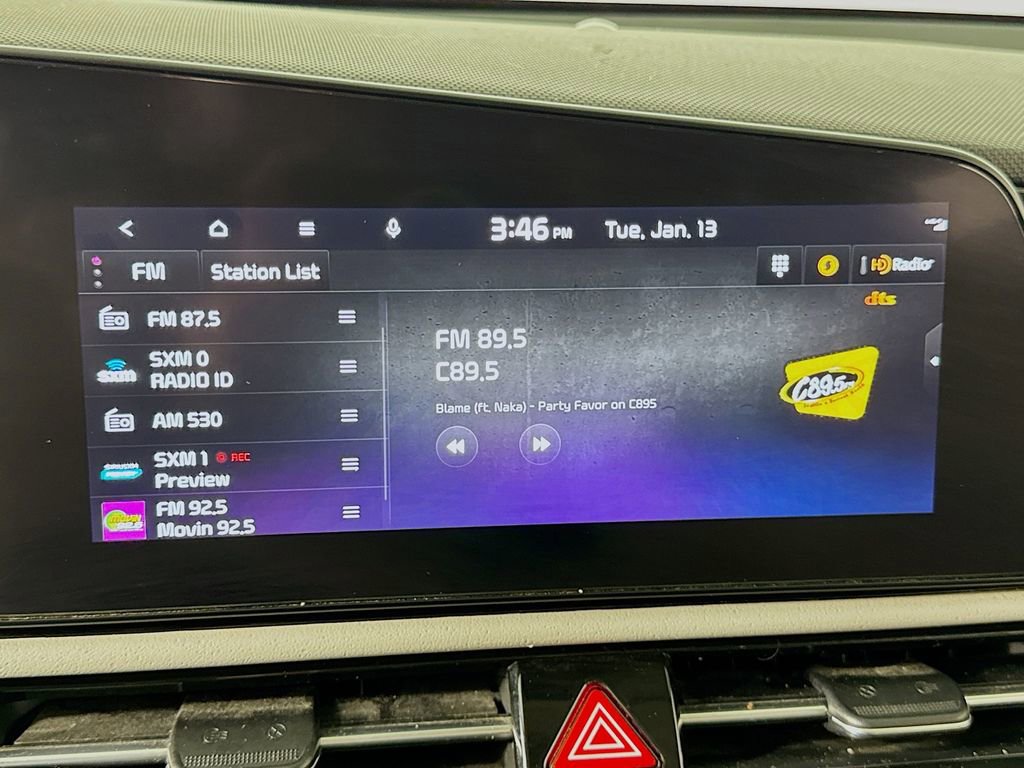 3:46 PM Tue, Jan. 13
FM Station List
HD Radio
dts
FM 87.5
SXM 0
RADIO ID
AM 530
SXM 1 REC
Preview
FM 92.5
Movin 92.5
FM 89.5
C89.5
Blame (ft. Naka) - Party Favor on C895
C89.5
sxm